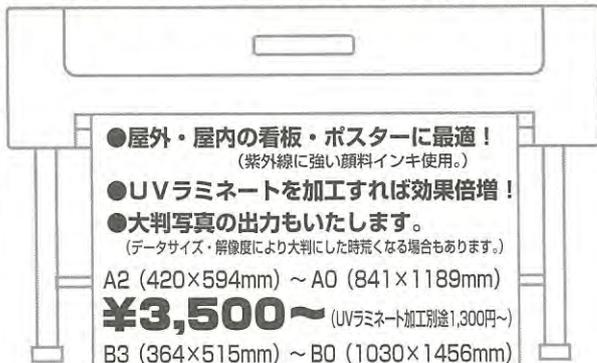 ●屋外・屋内の看板・ポスターに最適！
（紫外線に強い顔料インキ使用。）
●UVラミネートを加工すれば効果倍増！
●大判写真の出力もいたします。
（データサイズ・解像度により大判にした時荒くなる場合もあります。）
A2（420×594mm）～A0（841×1189mm）
¥3,500～（UVラミネート加工別途1,300円～）
B3（364×515mm）～B0（1030×1456mm）